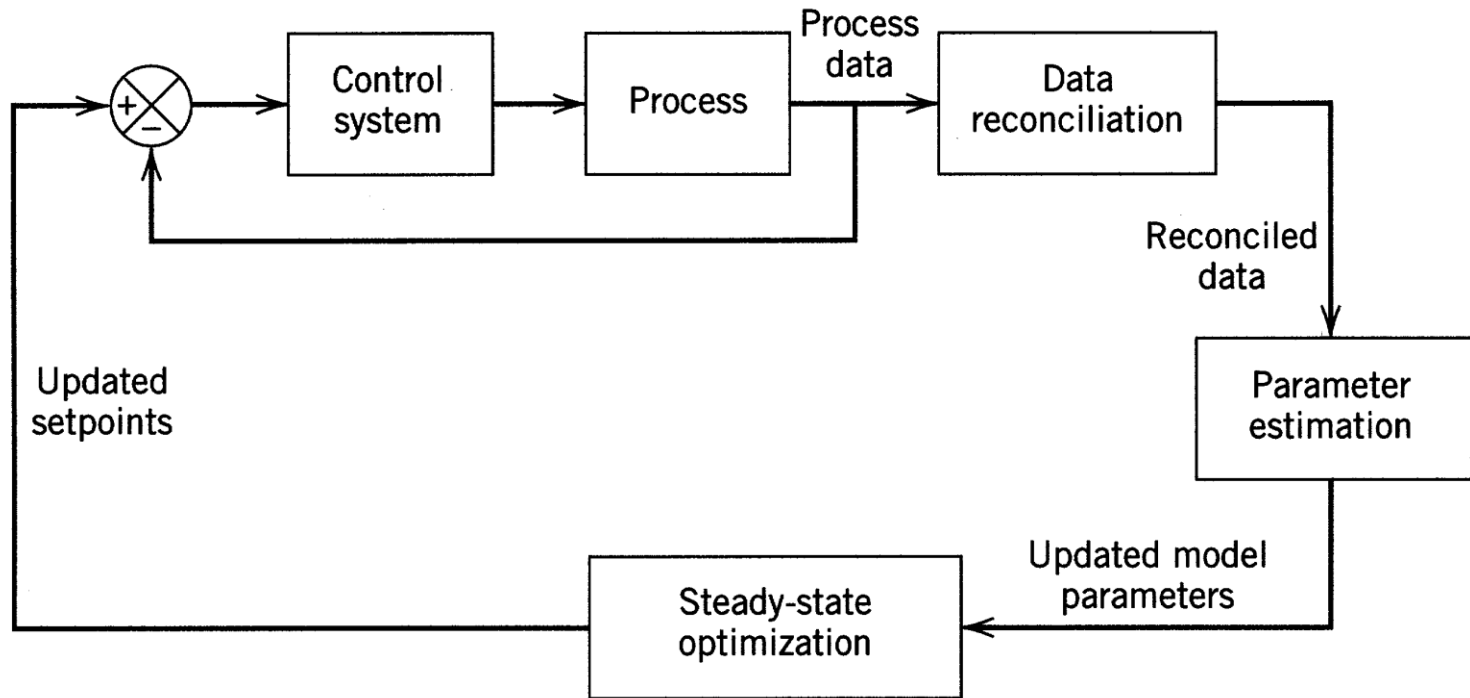 Process
data
Control
system
Process
Data
reconciliation
+
−
Reconciled
data
Updated
setpoints
Parameter
estimation
Updated model
parameters
Steady-state
optimization